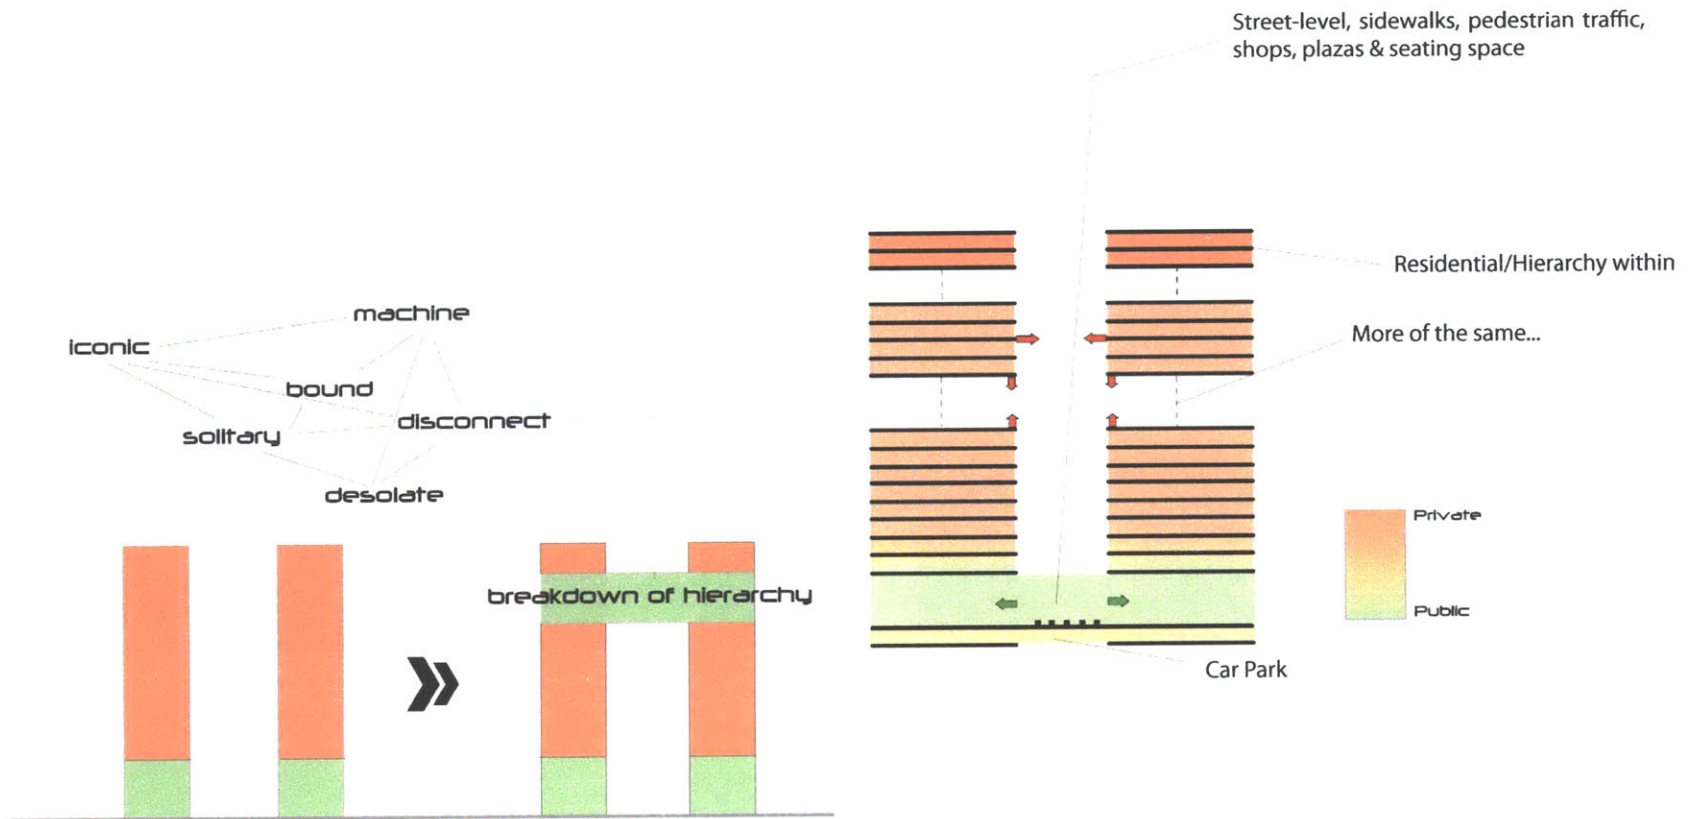 Street-level, sidewalks, pedestrian traffic,
shops, plazas & seating space
Residential/Hierarchy within
More of the same...
machine
iconic
bound
disconnect
solitary
desolate
breakdown of hierarchy
Private
Public
Car Park